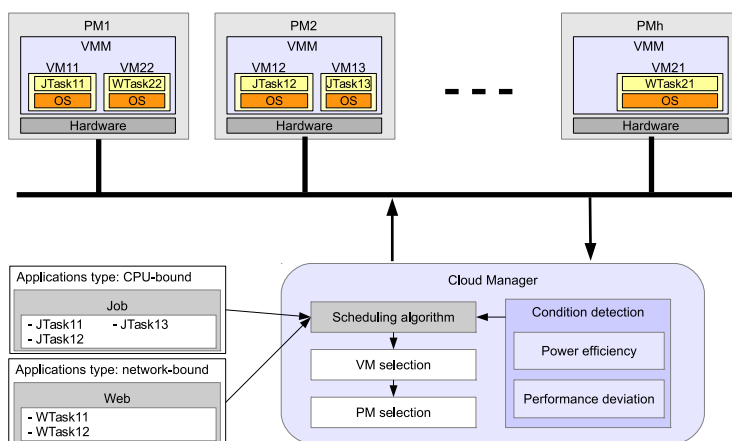 PM1
VMM
VM11 VM22
JTask11 WTask22
OS OS
Hardware
PM2
VMM
VM12 VM13
JTask12 JTask13
OS OS
Hardware
PMh
VMM
VM21
WTask21
OS
Hardware
Applications type: CPU-bound
Job
- JTask11 - JTask13
- JTask12
Applications type: network-bound
Web
- WTask11
- WTask12
Cloud Manager
Scheduling algorithm
VM selection
PM selection
Condition detection
Power efficiency
Performance deviation